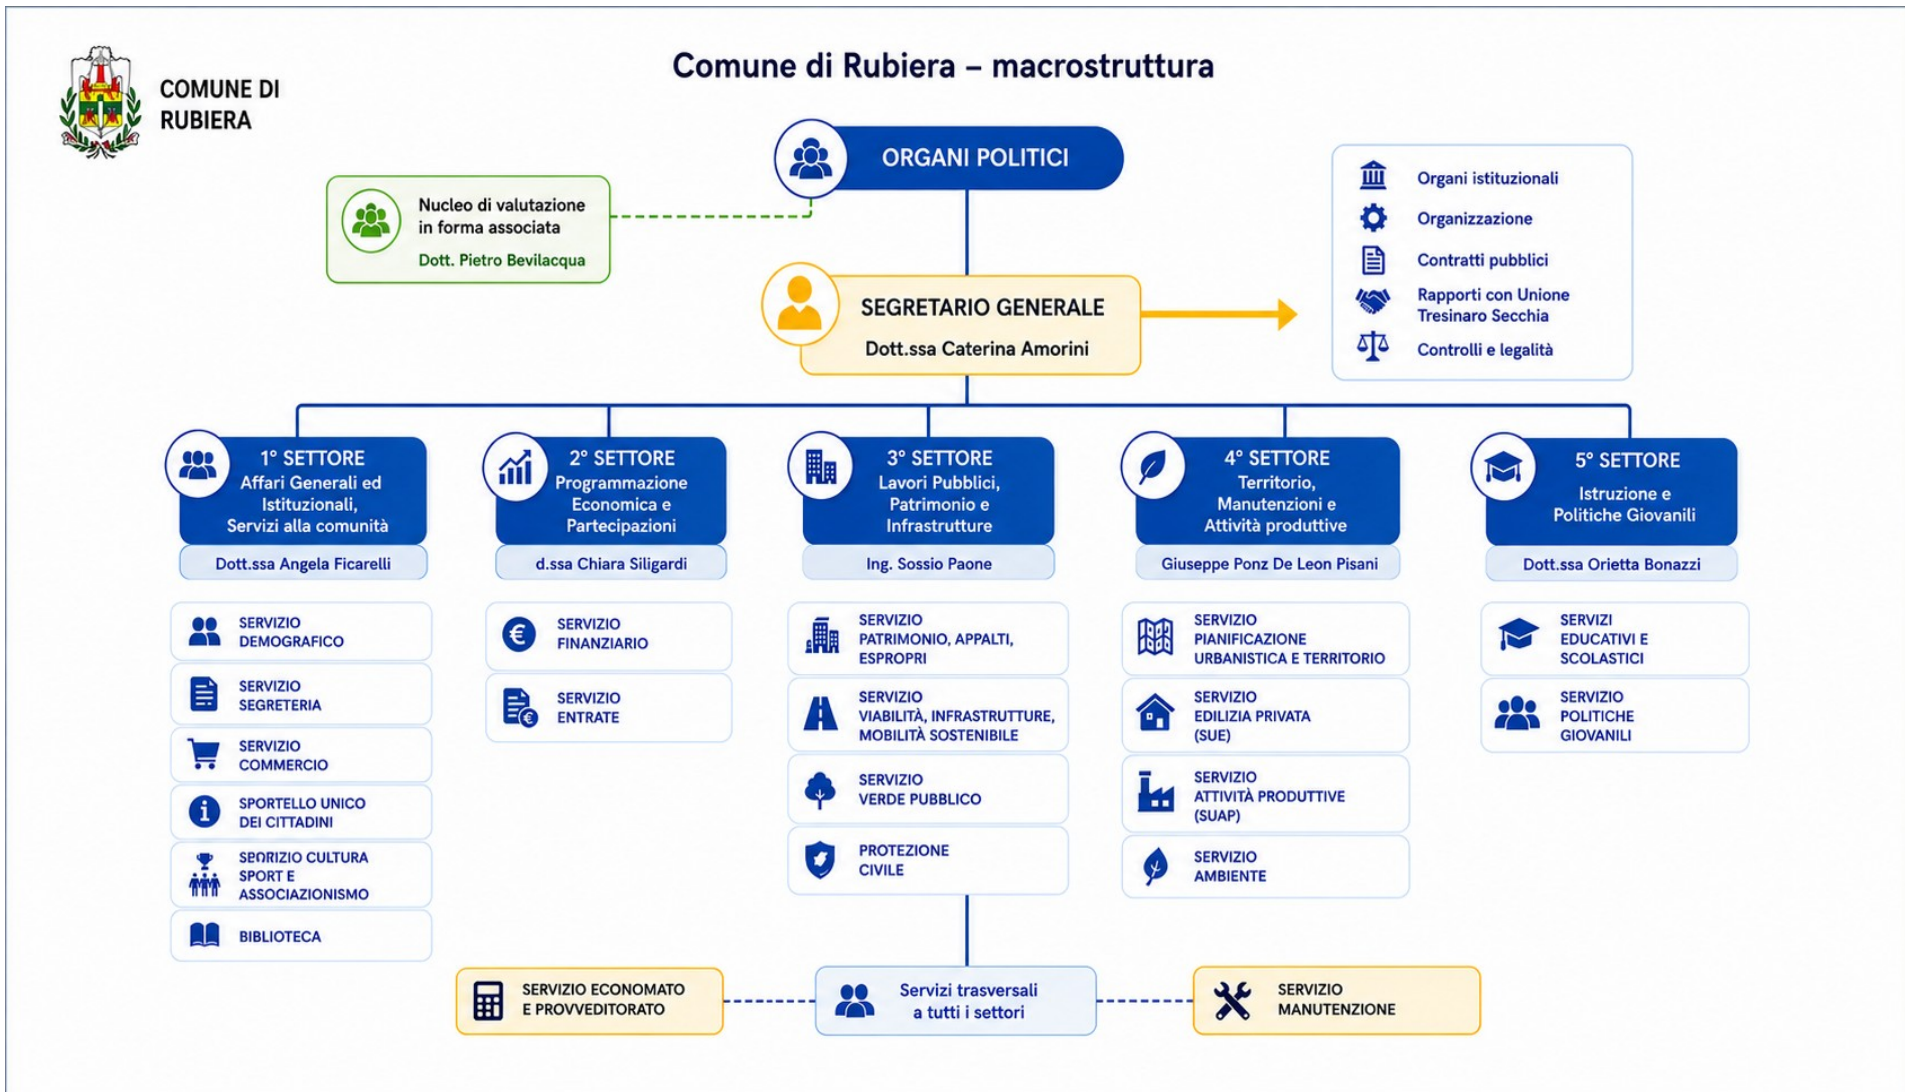 COMUNE DI
RUBIERA
Comune di Rubiera – macrostruttura
ORGANI POLITICI
Nucleo di valutazione
in forma associata
Dott. Pietro Bevilacqua
SEGRETARIO GENERALE
Dott.ssa Caterina Amorini
Organi istituzionali
Organizzazione
Contratti pubblici
Rapporti con Unione
Tresinaro Secchia
Controlli e legalità
1° SETTORE
Affari Generali ed
Istituzionali,
Servizi alla comunità
Dott.ssa Angela Ficarelli
SERVIZIO
DEMOGRAFICO
SERVIZIO
SEGRETERIA
SERVIZIO
COMMERCIO
SPORTELLO UNICO
DEI CITTADINI
CULTURA
SPORT E
ASSOCIAZIONISMO
BIBLIOTECA
2° SETTORE
Programmazione
Economica e
Partecipazioni
d.ssa Chiara Siligardi
SERVIZIO
FINANZIARIO
SERVIZIO
ENTRATE
3° SETTORE
Lavori Pubblici,
Patrimonio e
Infrastrutture
Ing. Sossio Paone
SERVIZIO
PATRIMONIO, APPALTI,
ESPROPRI
SERVIZIO
VIABILITÀ, INFRASTRUTTURE,
MOBILITÀ SOSTENIBILE
SERVIZIO
VERDE PUBBLICO
PROTEZIONE
CIVILE
4° SETTORE
Territorio,
Manutenzioni e
Attività produttive
Giuseppe Ponz De Leon Pisani
SERVIZIO
PIANIFICAZIONE
URBANISTICA E TERRITORIO
SERVIZIO
EDILIZIA PRIVATA
(SUE)
SERVIZIO
ATTIVITÀ PRODUTTIVE
(SUAP)
SERVIZIO
AMBIENTE
5° SETTORE
Istruzione e
Politiche Giovanili
Dott.ssa Orietta Bonazzi
SERVIZI
EDUCATIVI E
SCOLASTICI
SERVIZIO
POLITICHE
GIOVANILI
SERVIZIO ECONOMATO
E PROVVEDITORATO
Servizi trasversali
a tutti i settori
SERVIZIO
MANUTENZIONE